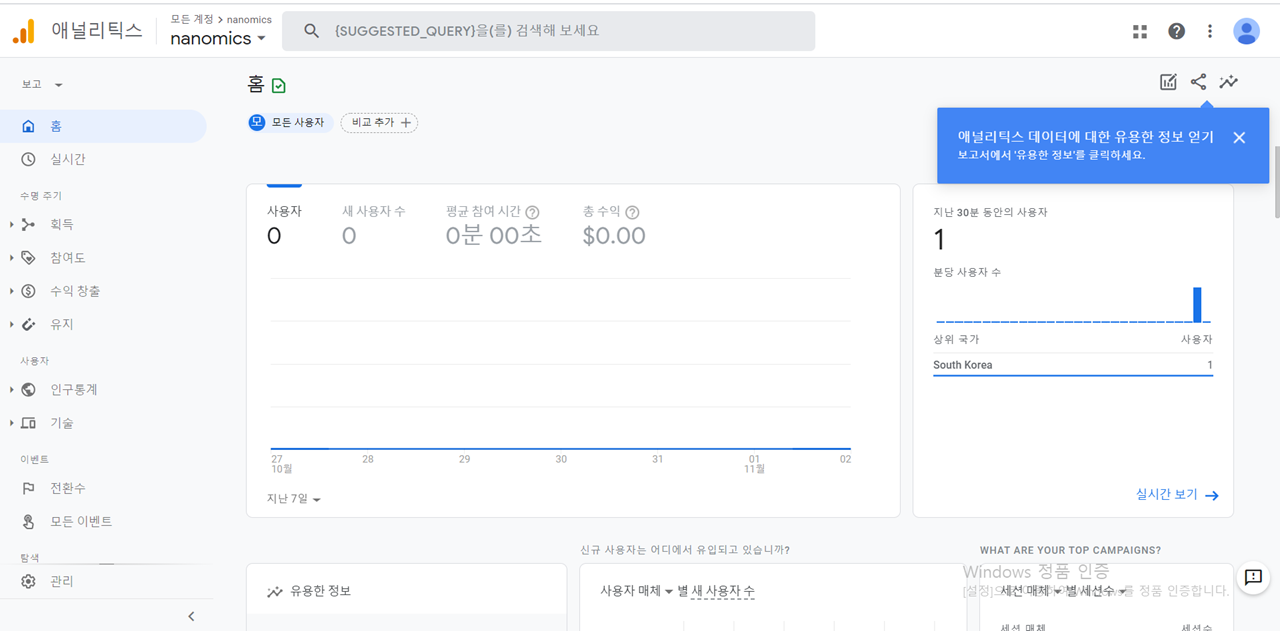 애널리틱스
모든 계정 > nanomics
nanomics
{SUGGESTED_QUERY}을(를) 검색해 보세요
보고
홈
실시간
수명 주기
획득
참여도
수익 창출
유지
사용자
인구통계
기술
이벤트
전환수
모든 이벤트
탐색
관리
홈
모 모든 사용자
비교 추가 +
애널리틱스 데이터에 대한 유용한 정보 얻기
보고서에서 '유용한 정보'를 클릭하세요.
사용자 새 사용자 수 평균 참여 시간 총 수익
0 0 0분 00초 $0.00
27 28 29 30 31 01 02
10월 11월
지난 7일
지난 30분 동안의 사용자
1
분당 사용자 수
상위 국가 사용자
South Korea 1
실시간 보기
유용한 정보
신규 사용자는 어디에서 유입되고 있습니까?
사용자 매체 별 새 사용자 수
WHAT ARE YOUR TOP CAMPAIGNS?
Windows 정품 인증
세션 매체 별 세션수
정품 인증합니다.
세션 매체 세션수